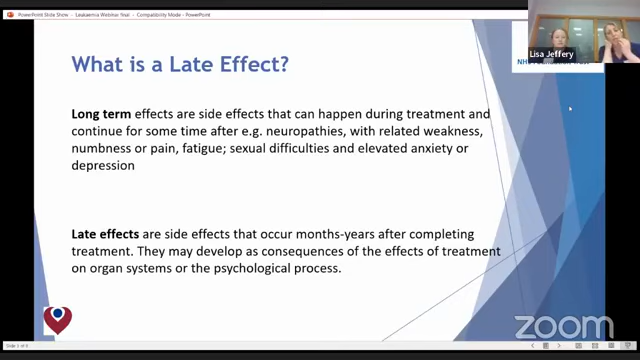 PowerPoint Slide Show - Leukaemia Webinar final - Compatibility Mode - PowerPoint
Lisa Jeffery
What is a Late Effect?
Long term effects are side effects that can happen during treatment and
continue for some time after e.g. neuropathies, with related weakness,
numbness or pain, fatigue; sexual difficulties and elevated anxiety or
depression
Late effects are side effects that occur months-years after completing
treatment. They may develop as consequences of the effects of treatment
on organ systems or the psychological process.
zoom